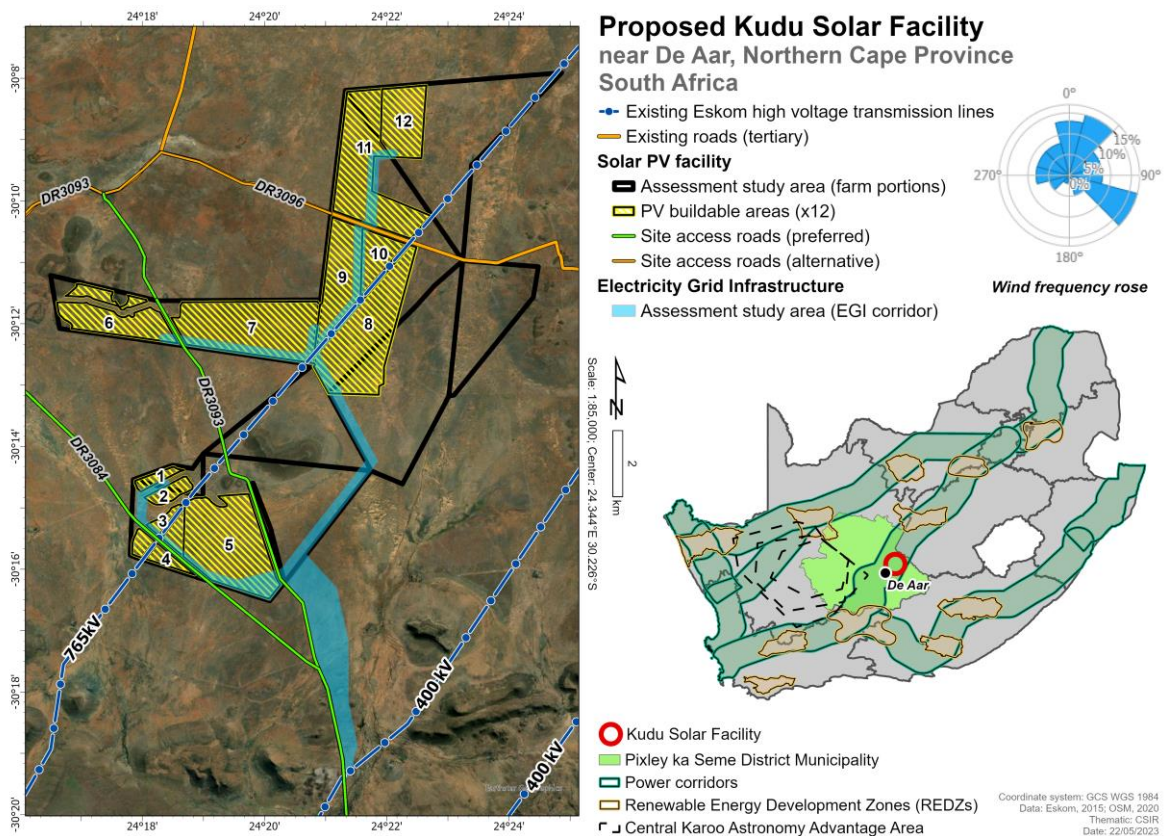 24°18'
24°20'
24°22'
24°24'
-30°8'
-30°10'
-30°12'
-30°14'
-30°16'
-30°18'
-30°20'
12
11
DR3093
DR3096
10
9
8
7
6
DR3093
DR3084
1
2
3
4
5
765kV
400 kV
400 kV
Proposed Kudu Solar Facility
near De Aar, Northern Cape Province
South Africa
Existing Eskom high voltage transmission lines
Existing roads (tertiary)
Solar PV facility
Assessment study area (farm portions)
PV buildable areas (x12)
Site access roads (preferred)
Site access roads (alternative)
Electricity Grid Infrastructure
Assessment study area (EGI corridor)
0°
15%
10%
5%
0%
270°
90°
180°
Wind frequency rose
N
Scale: 1:85,000; Center: 24.344°E 30.226°S
2
km
De Aar
Kudu Solar Facility
Pixley ka Seme District Municipality
Power corridors
Renewable Energy Development Zones (REDZs)
Central Karoo Astronomy Advantage Area
Coordinate system: GCS WGS 1984
Data: Eskom, 2015; OSM, 2020
Thematic: CSIR
Date: 22/05/2023